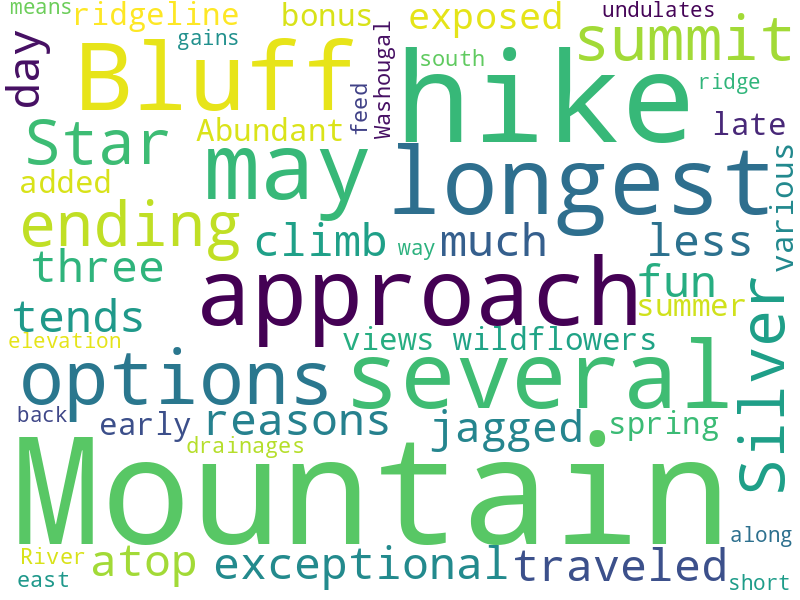 means
ridgeline
bonus
exposed
undulates
day
Bluff
gains
feed
Washougal
hike
south
summit
ridge
late
Star
Abundant
may
longest
various
added
ending
climb
much
less
three
approach
fun
summer
tends
elevation
way
views
wildflowers
Silver
options
several
back
early
reasons
jagged
spring
drainages
Mountain
River
atop
exceptional
traveled
along
east
short